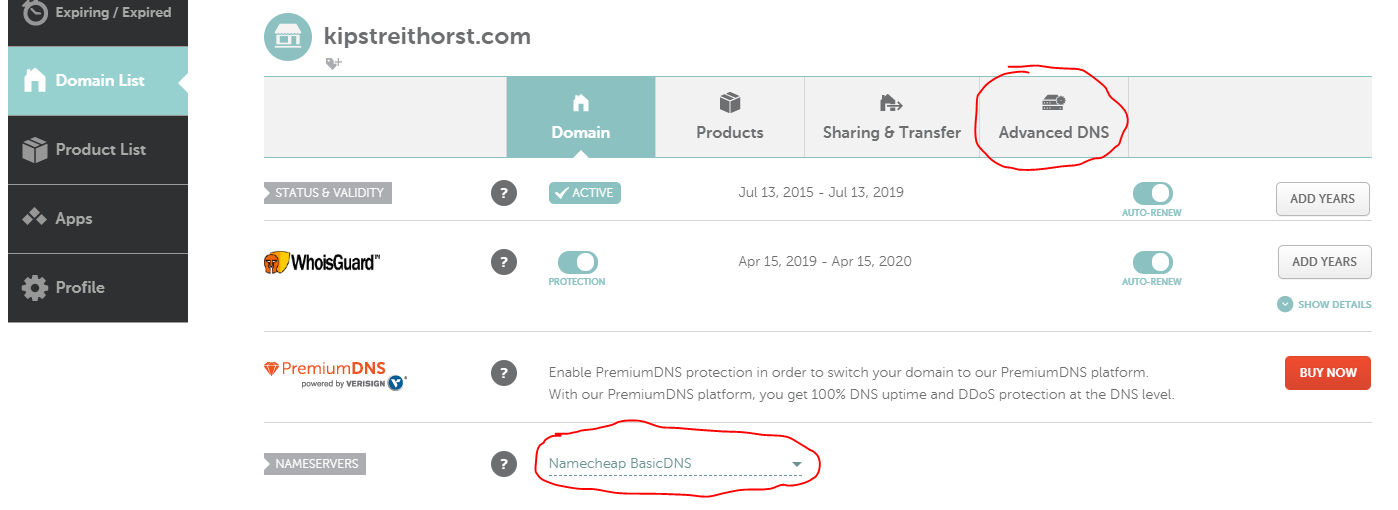 Expiring / Expired
Domain List
Product List
Apps
Profile
kipstreithorst.com
Domain
Products
Sharing & Transfer
Advanced DNS
STATUS & VALIDITY
?
ACTIVE
Jul 13, 2015 - Jul 13, 2019
AUTO-RENEW
ADD YEARS
WhoisGuard™
?
PROTECTION
Apr 15, 2019 - Apr 15, 2020
AUTO-RENEW
ADD YEARS
SHOW DETAILS
PremiumDNS
powered by VERISIGN
?
Enable PremiumDNS protection in order to switch your domain to our PremiumDNS platform.
With our PremiumDNS platform, you get 100% DNS uptime and DDoS protection at the DNS level.
BUY NOW
NAMESERVERS
?
Namecheap BasicDNS